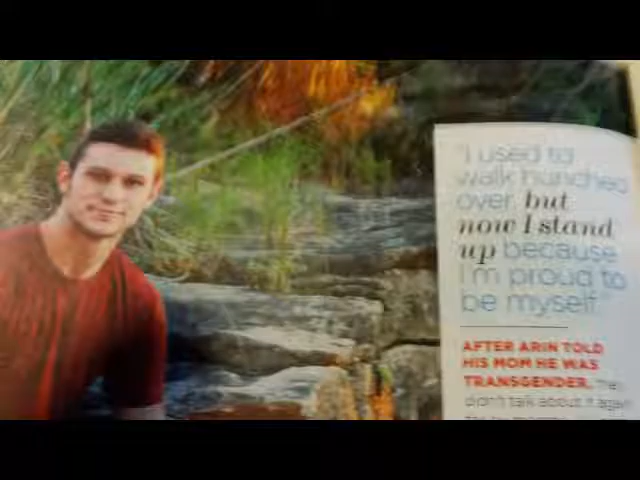 "I used to
walk hunched
over, but
now I stand
up because
I'm proud to
be myself."
AFTER ARIN TOLD
HIS MOM HE WAS
TRANSGENDER, they
didn't talk about it again